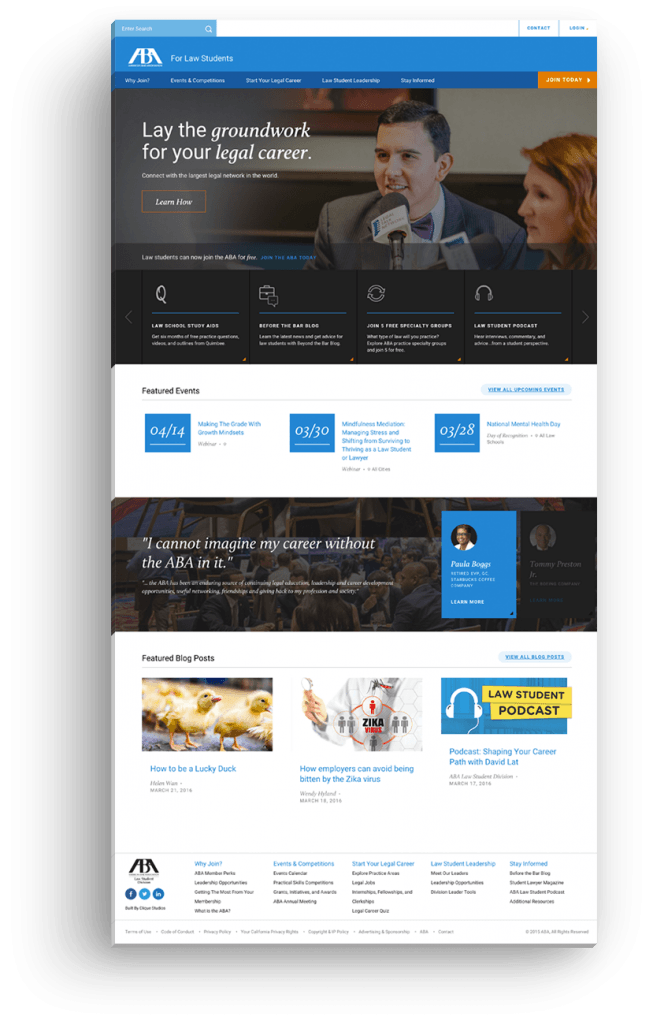 Enter Search
CONTACT
LOGIN
ABA
For Law Students
Why Join?
Events & Competitions
Start Your Legal Career
Law Student Leadership
Stay Informed
JOIN TODAY
Lay the groundwork
for your legal career.
Connect with the largest legal network in the world.
Learn How
Law students can now join the ABA for free. JOIN THE ABA TODAY
LAW SCHOOL STUDY AIDS
Get six months of free practice questions,
videos, and outlines from Quimbee.
BEFORE THE BAR BLOG
Learn the latest news and get advice for
law students with Beyond the Bar Blog.
JOIN 5 FREE SPECIALTY GROUPS
What type of law will you practice?
Explore ABA practice specialty groups
and join 5 for free.
LAW STUDENT PODCAST
Hear interviews, commentary, and
advice...from a student perspective.
Featured Events
VIEW ALL UPCOMING EVENTS
04/14
Making The Grade With
Growth Mindsets
Webinar
03/30
Mindfulness Mediation:
Managing Stress and
Shifting from Surviving to
Thriving as a Law Student
or Lawyer
Webinar • All Cities
03/28
National Mental Health Day
Day of Recognition • All Law
Schools
"I cannot imagine my career without
the ABA in it."
"... the ABA has been an enduring source of continuing legal education, leadership and career development
opportunities, useful networking, friendships and giving back to my profession and society."
Paula Boggs
RETIRED EVP, GC
STARBUCKS COFFEE
COMPANY
LEARN MORE
Tommy Preston
Jr.
THE BOEING COMPANY
LEARN MORE
Featured Blog Posts
VIEW ALL BLOG POSTS
How to be a Lucky Duck
MARCH 21, 2016
ZIKA
VIRUS
How employers can avoid being
bitten by the Zika virus
Wendy Hyland
MARCH 18, 2016
LAW STUDENT
PODCAST
Podcast: Shaping Your Career
Path with David Lat
ABA Law Student Division
MARCH 17, 2016
ABA
Law Student
Division
Built By Clique Studios
Why Join?
ABA Member Perks
Leadership Opportunities
Getting The Most From Your
Membership
What is the ABA?
Events & Competitions
Events Calendar
Practical Skills Competitions
Grants, Initiatives, and Awards
ABA Annual Meeting
Start Your Legal Career
Explore Practice Areas
Legal Jobs
Internships, Fellowships, and
Clerkships
Legal Career Quiz
Law Student Leadership
Meet Our Leaders
Leadership Opportunities
Division Leader Tools
Stay Informed
Before the Bar Blog
Student Lawyer Magazine
ABA Law Student Podcast
Additional Resources
Terms of Use • Code of Conduct • Privacy Policy • Your California Privacy Rights • Copyright & IP Policy • Advertising & Sponsorship • ABA • Contact
© 2015 ABA, All Rights Reserved